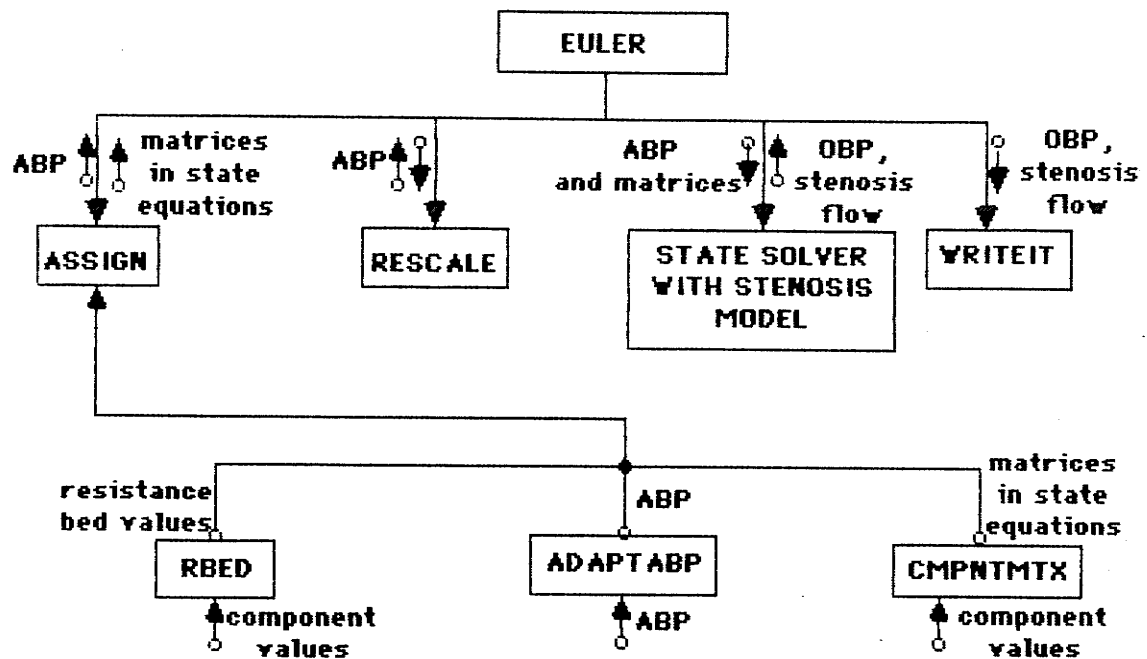 EULER
ABP
matrices
in state
equations
ABP
ABP
and matrices
OBP,
stenosis
flow
OBP,
stenosis
flow
ASSIGN
RESCALE
STATE SOLVER
WITH STENOSIS
MODEL
WRITEIT
resistance
bed values
ABP
matrices
in state
equations
RBED
ADAPTABP
CMPNTMTX
component
values
ABP
component
values